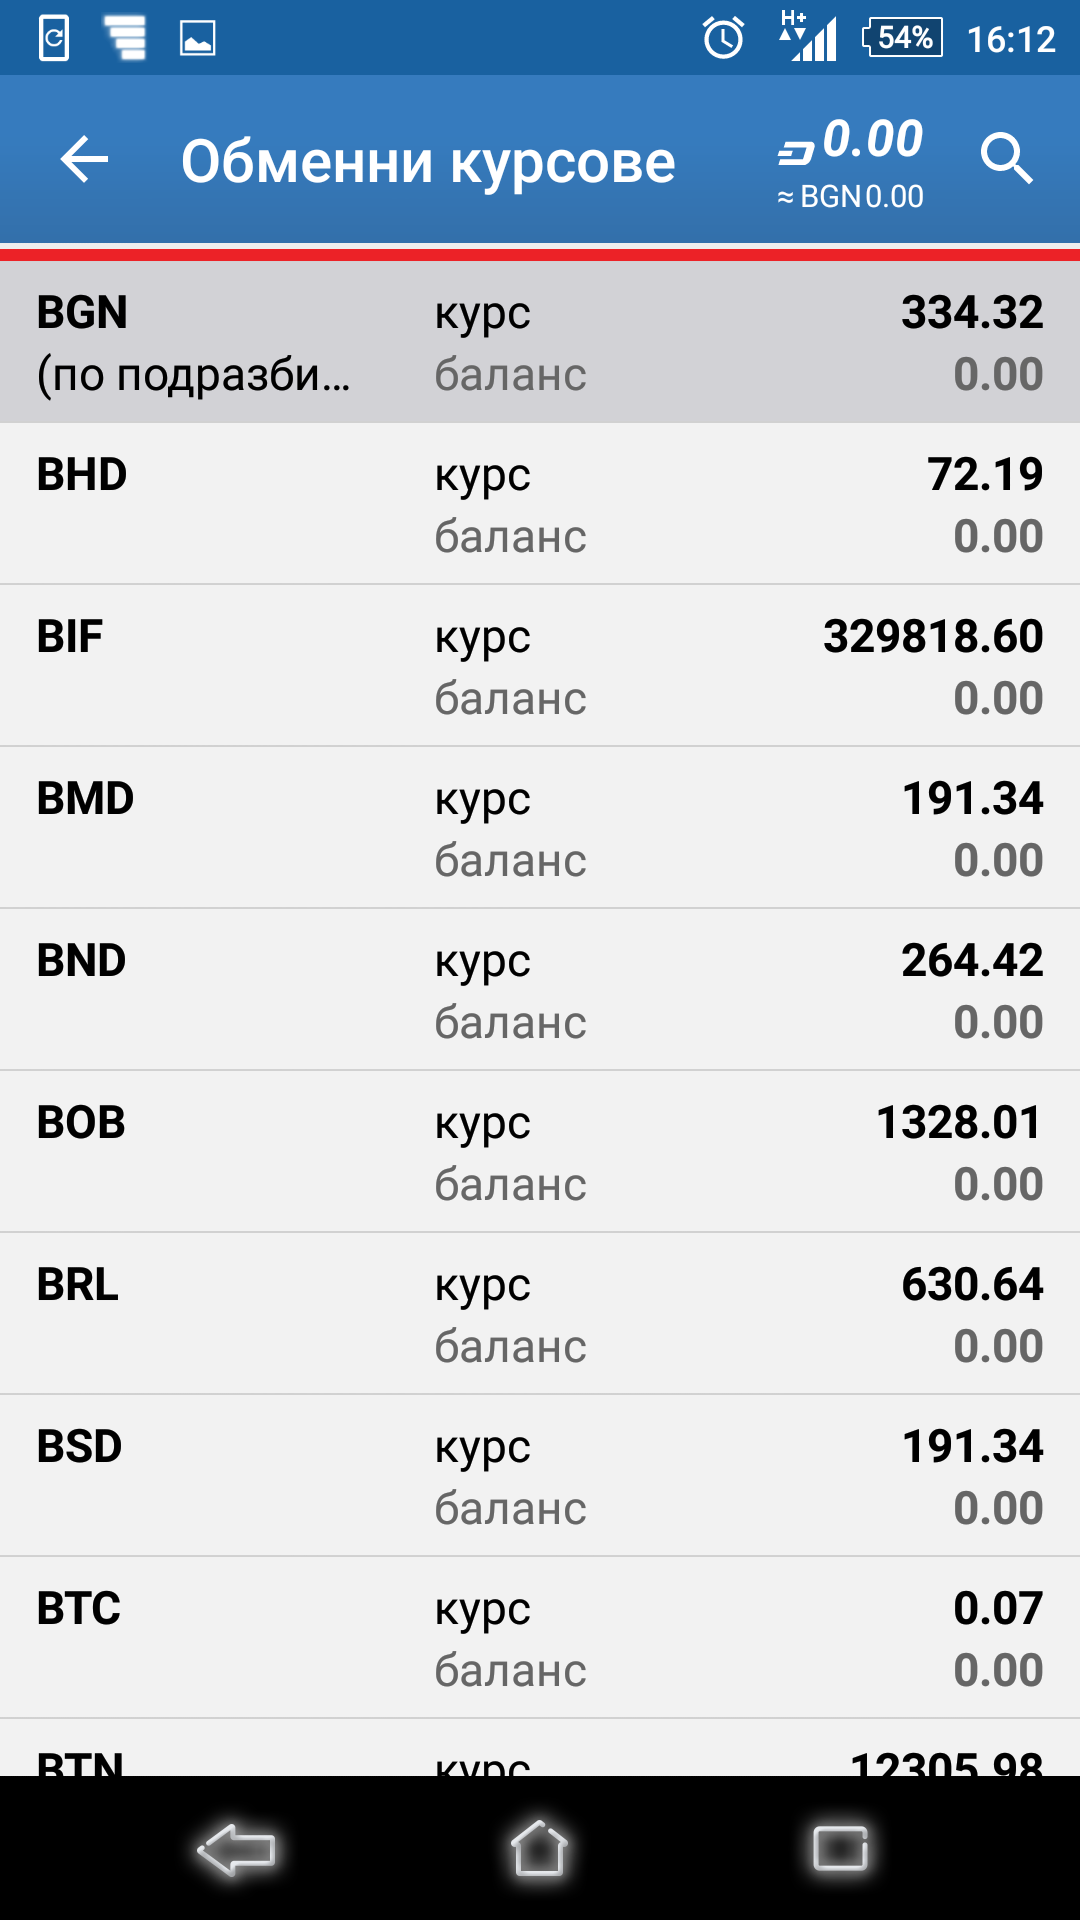 H+
54% 16:12
Обменни курсове 0.00
≈ BGN 0.00
BGN курс 334.32
(по подразби... баланс 0.00
BHD курс 72.19
баланс 0.00
BIF курс 329818.60
баланс 0.00
BMD курс 191.34
баланс 0.00
BND курс 264.42
баланс 0.00
BOB курс 1328.01
баланс 0.00
BRL курс 630.64
баланс 0.00
BSD курс 191.34
баланс 0.00
BTC курс 0.07
баланс 0.00
BTN курс 12305.98